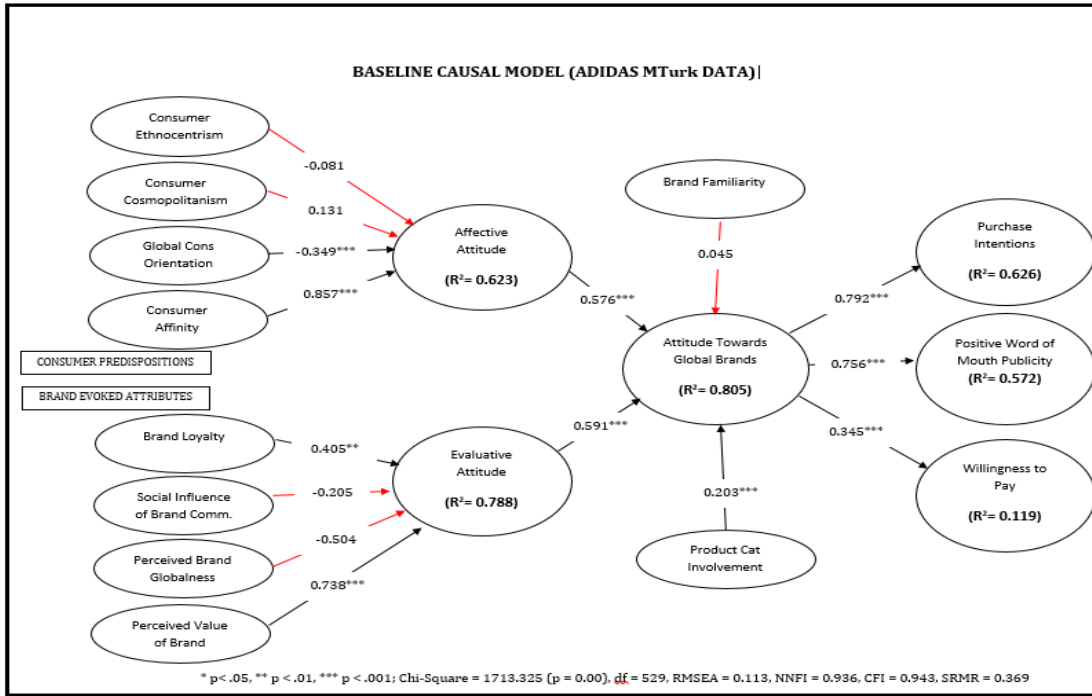 BASELINE CAUSAL MODEL (ADIDAS MTurk DATA)|
Consumer
Ethnocentrism
-0.081
Consumer
Cosmopolitanism
0.131
Global Cons
Orientation
-0.349***
Consumer
Affinity
0.857***
CONSUMER PREDISPOSITIONS
BRAND EVOKED ATTRIBUTES
Brand Loyalty
0.405**
Social Influence
of Brand Comm.
-0.205
Perceived Brand
Globalness
-0.504
Perceived Value
of Brand
0.738***
Affective
Attitude
(R²= 0.623)
0.576***
Evaluative
Attitude
(R²= 0.788)
0.591***
Brand Familiarity
0.045
Attitude Towards
Global Brands
(R²= 0.805)
0.203***
Product Cat
Involvement
0.792***
Purchase
Intentions
(R²= 0.626)
0.756***
Positive Word of
Mouth Publicity
(R²= 0.572)
0.345***
Willingness to
Pay
(R²= 0.119)
* p< .05, ** p < .01, *** p < .001; Chi-Square = 1713.325 (p = 0.00), df = 529, RMSEA = 0.113, NNFI = 0.936, CFI = 0.943, SRMR = 0.369